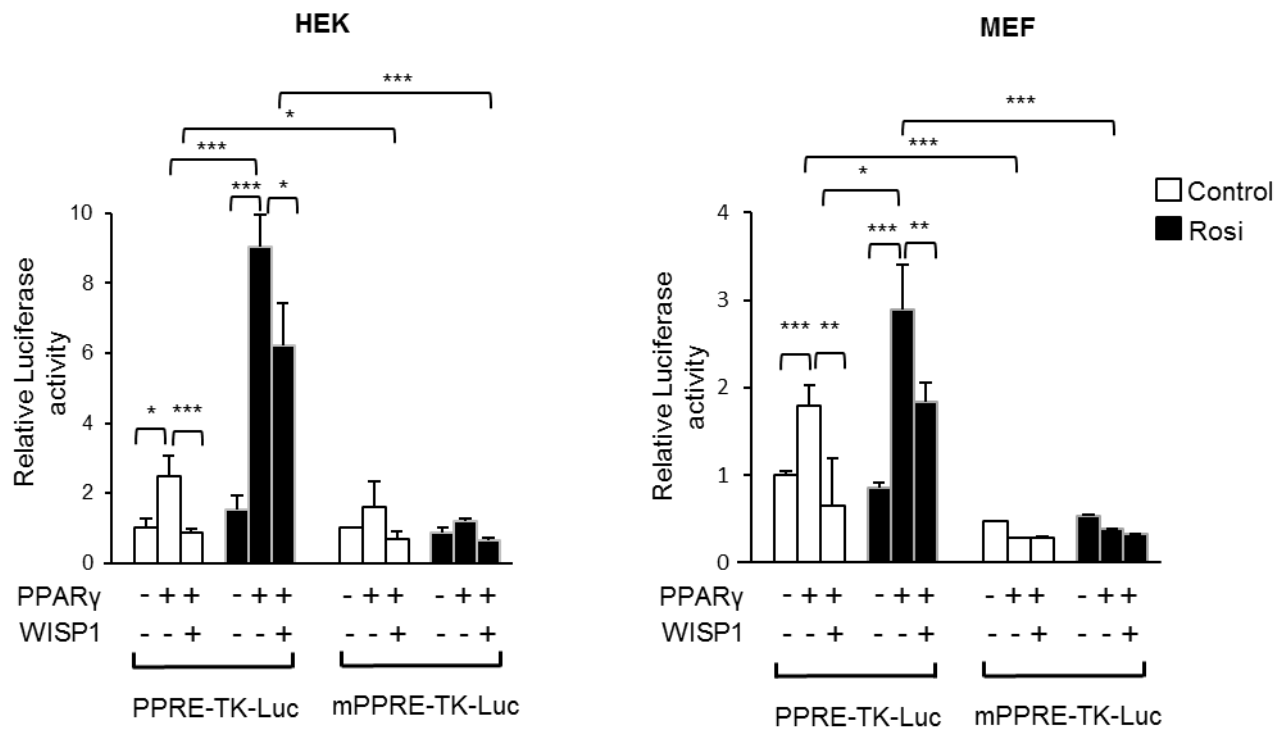 HEK
***
*
***
*** *
* ***
Relative Luciferase
activity
10
8
6
4
2
0
PPARγ - + + - + + - + + - + +
WISP1 - - + - - + - - + - - +
PPRE-TK-Luc mPPRE-TK-Luc
MEF
***
***
*
*** **
*** **
Relative Luciferase
activity
4
3
2
1
0
PPARγ - + + - + + - + + - + +
WISP1 - - + - - + - - + - - +
PPRE-TK-Luc mPPRE-TK-Luc
Control
Rosi